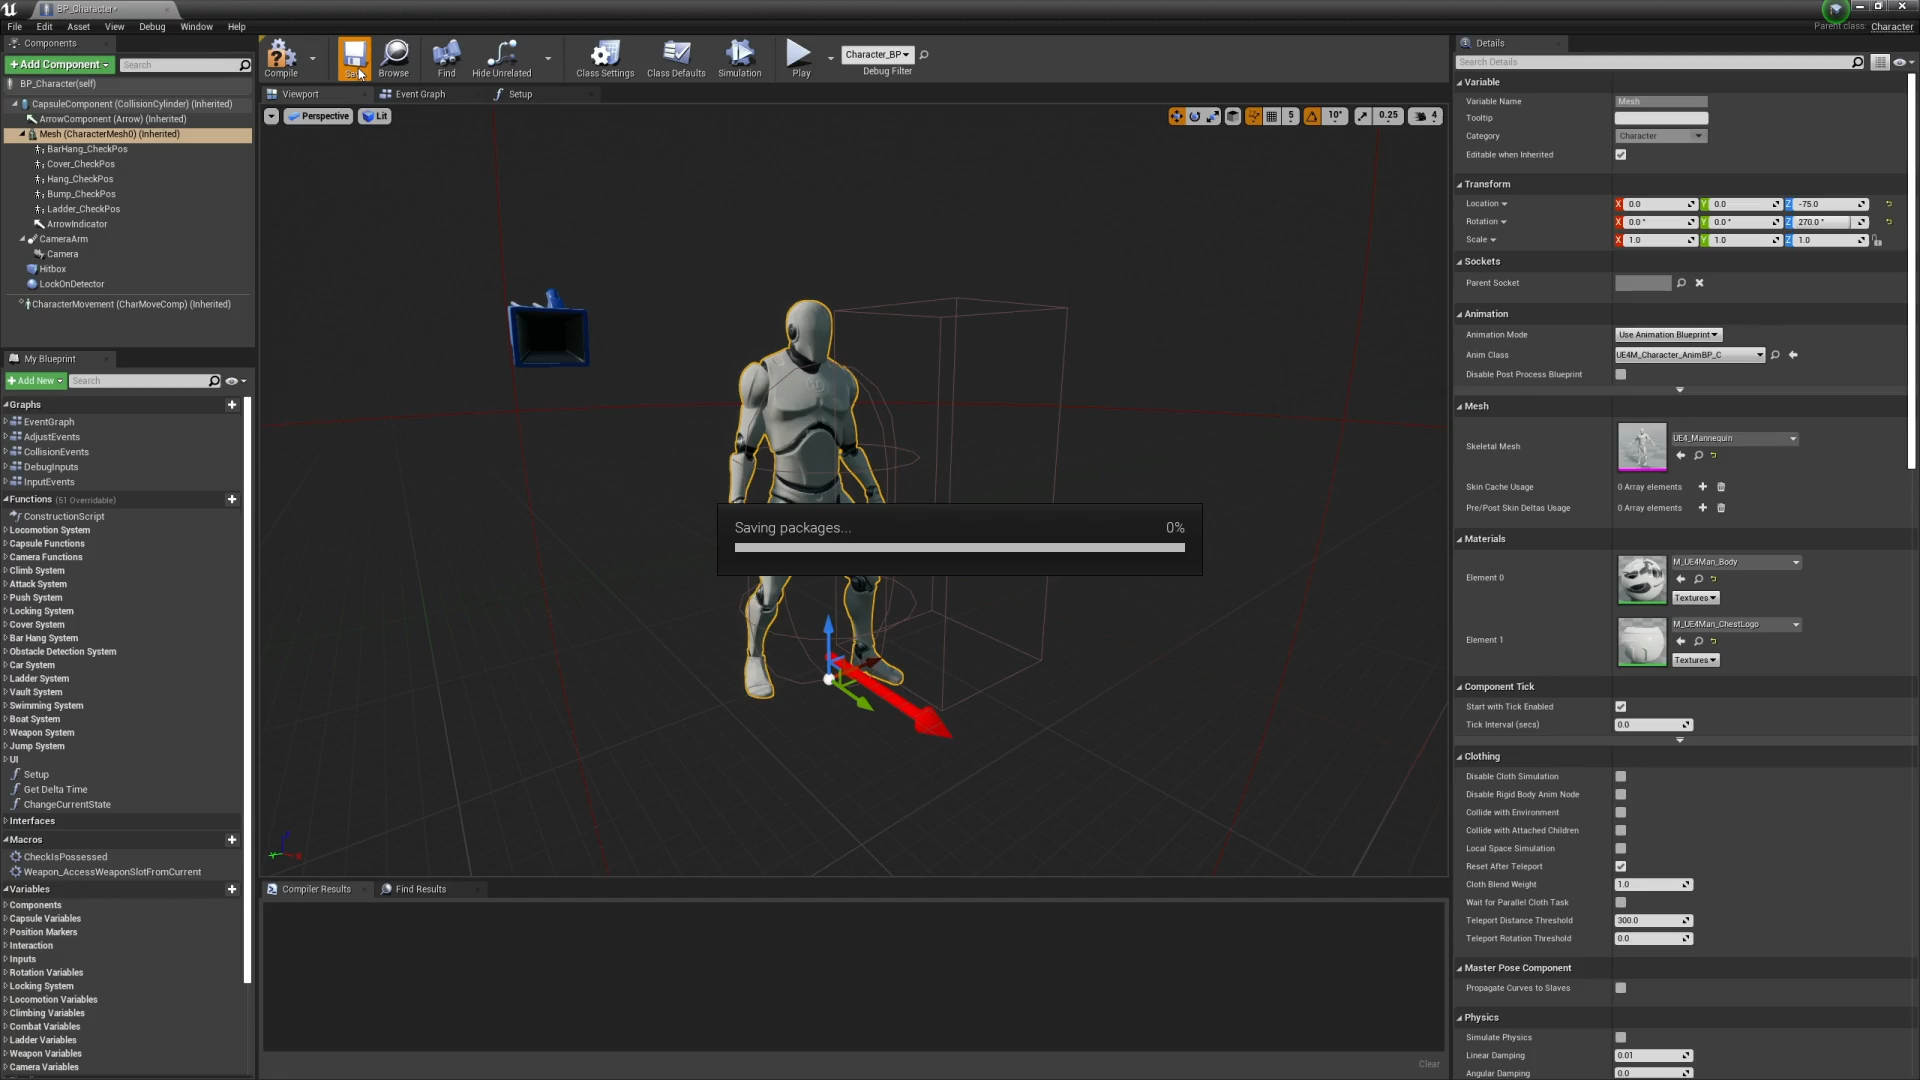 BP_Character*
File Edit Asset View Debug Window Help
Parent class: Character
Components
+Add Component Search
BP_Character(self)
CapsuleComponent (CollisionCylinder) (Inherited)
ArrowComponent (Arrow) (Inherited)
Mesh (CharacterMesh0) (Inherited)
BarHang_CheckPos
Cover_CheckPos
Hang_CheckPos
Bump_CheckPos
Ladder_CheckPos
ArrowIndicator
CameraArm
Camera
Hitbox
LockOnDetector
CharacterMovement (CharMoveComp) (Inherited)
My Blueprint
+Add New Search
Graphs
EventGraph
AdjustEvents
CollisionEvents
DebugInputs
InputEvents
Functions (51 Overridable)
ConstructionScript
Locomotion System
Capsule Functions
Camera Functions
Climb System
Attack System
Push System
Locking System
Cover System
Bar Hang System
Obstacle Detection System
Car System
Ladder System
Vault System
Swimming System
Boat System
Weapon System
Jump System
UI
Setup
Get Delta Time
ChangeCurrentState
Interfaces
Macros
CheckIsPossessed
Weapon_AccessWeaponSlotFromCurrent
Variables
Components
Capsule Variables
Position Markers
Interaction
Inputs
Rotation Variables
Locking System
Locomotion Variables
Climbing Variables
Combat Variables
Ladder Variables
Weapon Variables
Camera Variables
Compile Browse Find Hide Unrelated Class Settings Class Defaults Simulation Play
Character_BP
Debug Filter
Viewport Event Graph Setup
Perspective Lit
5 10° 0.25 4
Saving packages... 0%
Compiler Results Find Results
Clear
Details
Search Details
Variable
Variable Name Mesh
Tooltip
Category Character
Editable when Inherited
Transform
Location X 0.0 Y 0.0 Z -75.0
Rotation X 0.0° Y 0.0° Z 270.0°
Scale X 1.0 Y 1.0 Z 1.0
Sockets
Parent Socket
Animation
Animation Mode Use Animation Blueprint
Anim Class UE4M_Character_AnimBP_C
Disable Post Process Blueprint
Mesh
Skeletal Mesh UE4_Mannequin
Skin Cache Usage 0 Array elements
Pre/Post Skin Deltas Usage 0 Array elements
Materials
Element 0 M_UE4Man_Body
Textures
Element 1 M_UE4Man_ChestLogo
Textures
Component Tick
Start with Tick Enabled
Tick Interval (secs) 0.0
Clothing
Disable Cloth Simulation
Disable Rigid Body Anim Node
Collide with Environment
Collide with Attached Children
Local Space Simulation
Reset After Teleport
Cloth Blend Weight 1.0
Wait for Parallel Cloth Task
Teleport Distance Threshold 300.0
Teleport Rotation Threshold 0.0
Master Pose Component
Propagate Curves to Slaves
Physics
Simulate Physics
Linear Damping 0.01
Angular Damping 0.0